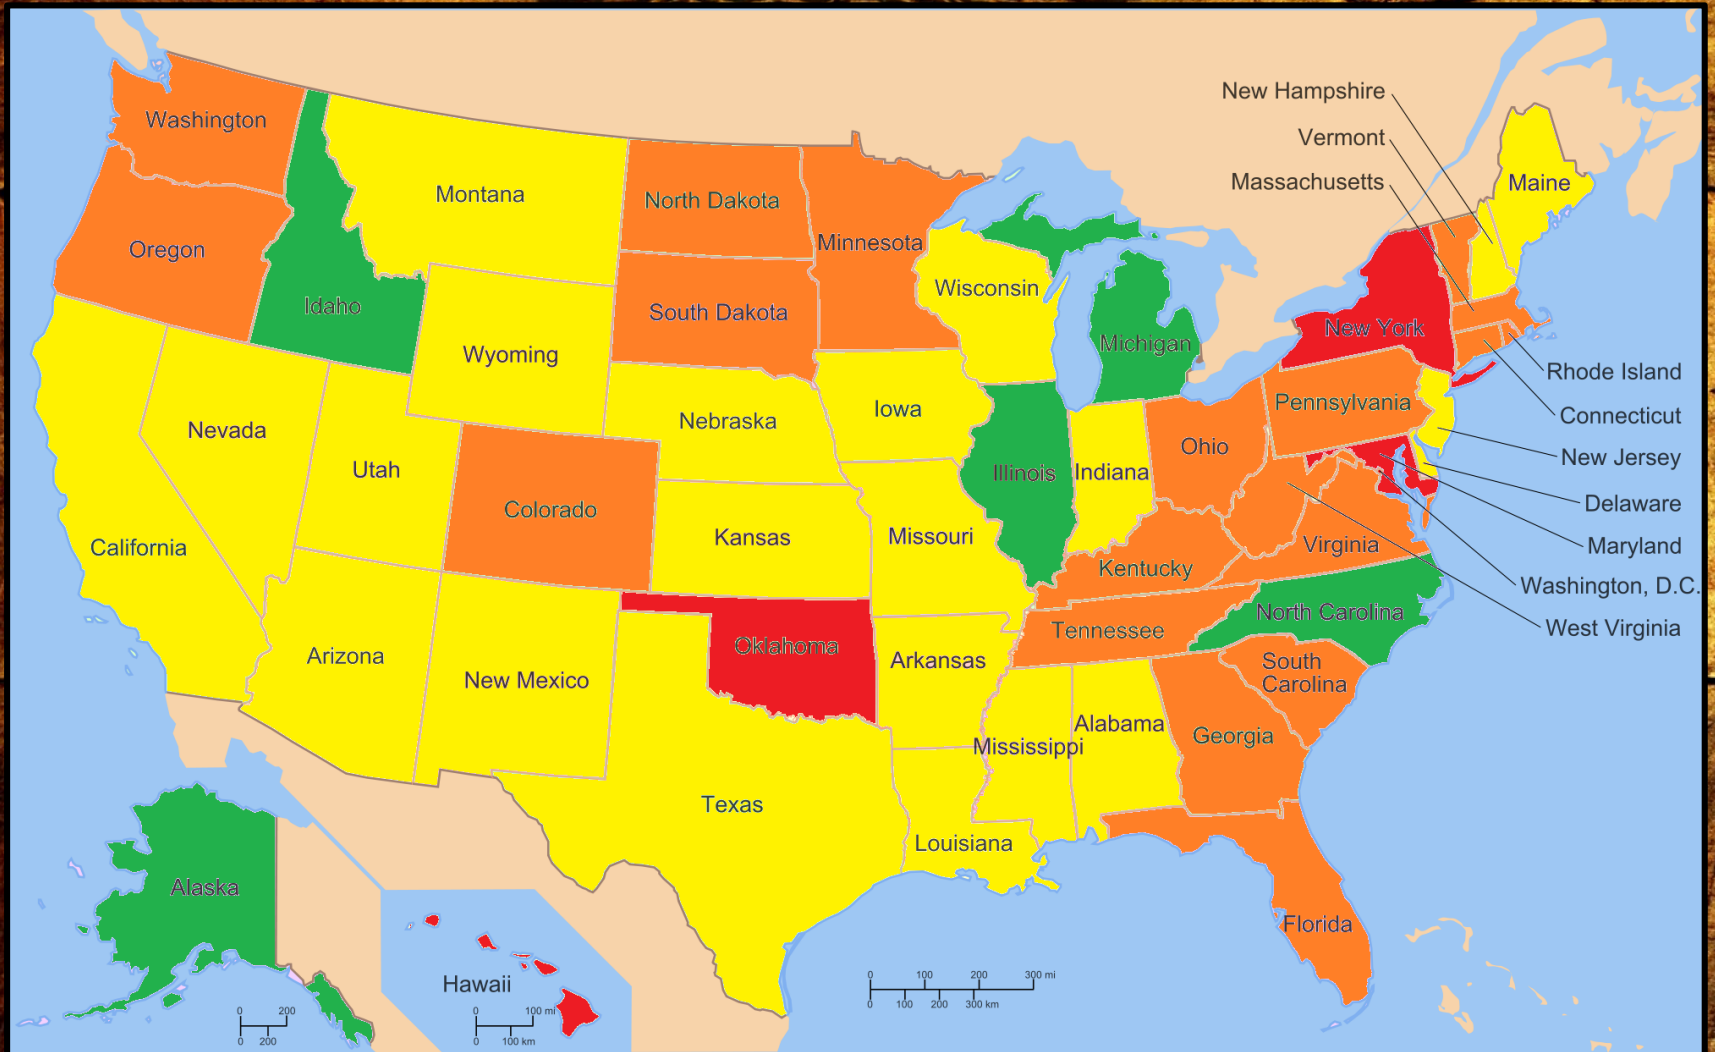 New Hampshire
Vermont
Massachusetts
Washington
Montana
North Dakota
Minnesota
Maine
Oregon
Wisconsin
Idaho
South Dakota
Michigan
New York
Wyoming
Rhode Island
Nebraska
Iowa
Pennsylvania
Connecticut
Nevada
Utah
Illinois
Indiana
Ohio
New Jersey
Colorado
Delaware
California
Kansas
Missouri
Kentucky
Virginia
Maryland
Washington, D.C.
North Carolina
Tennessee
West Virginia
Arizona
New Mexico
Oklahoma
Arkansas
South
Carolina
Mississippi
Alabama
Georgia
Texas
Louisiana
Alaska
Florida
Hawaii
0 100 200 300 mi
0 100 200 300 km
0 200
0 200
0 100 mi
0 100 km